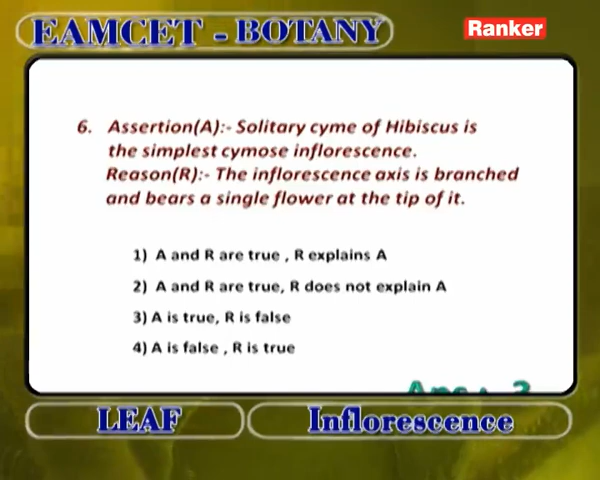 EAMCET - BOTANY
Ranker
6. Assertion(A):- Solitary cyme of Hibiscus is
the simplest cymose inflorescence.
Reason(R):- The inflorescence axis is branched
and bears a single flower at the tip of it.
1) A and R are true , R explains A
2) A and R are true, R does not explain A
3) A is true, R is false
4) A is false , R is true
LEAF
Inflorescence